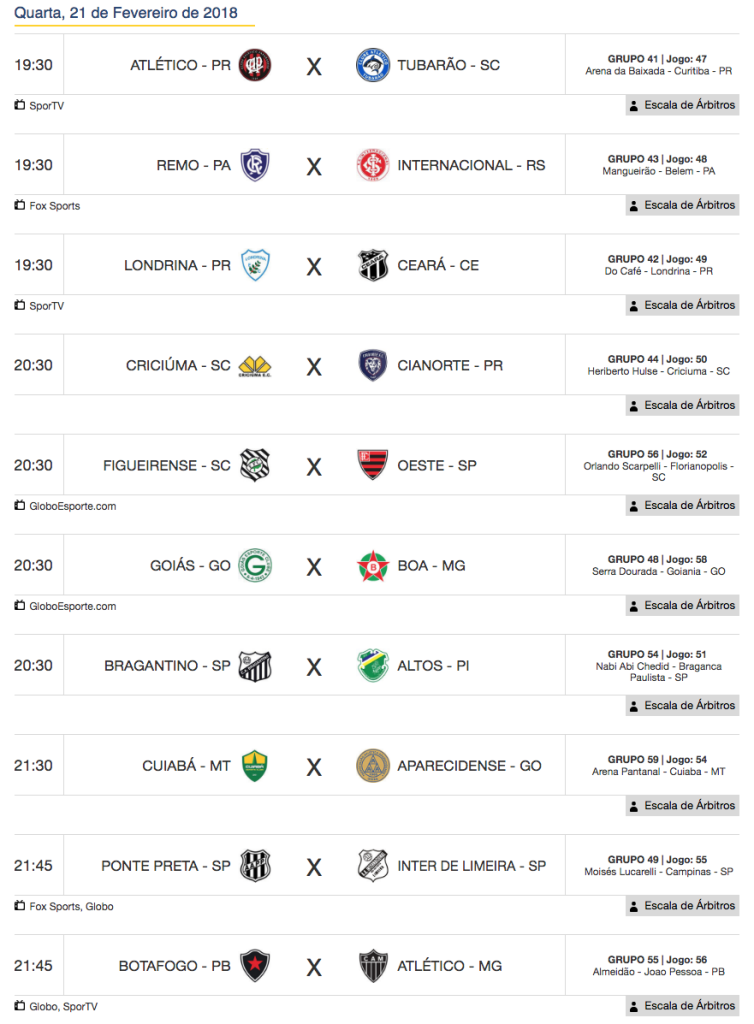 Quarta, 21 de Fevereiro de 2018
19:30 ATLÉTICO - PR X TUBARÃO - SC
GRUPO 41 | Jogo: 47
Arena da Baixada - Curitiba - PR
SporTV
Escala de Árbitros
19:30 REMO - PA X INTERNACIONAL - RS
GRUPO 43 | Jogo: 48
Mangueirão - Belem - PA
Fox Sports
Escala de Árbitros
19:30 LONDRINA - PR X CEARÁ - CE
GRUPO 42 | Jogo: 49
Do Café - Londrina - PR
SporTV
Escala de Árbitros
20:30 CRICIÚMA - SC X CIANORTE - PR
GRUPO 44 | Jogo: 50
Heriberto Hulse - Criciuma - SC
Escala de Árbitros
20:30 FIGUEIRENSE - SC X OESTE - SP
GRUPO 56 | Jogo: 52
Orlando Scarpelli - Florianopolis -
SC
GloboEsporte.com
Escala de Árbitros
20:30 GOIÁS - GO X BOA - MG
GRUPO 48 | Jogo: 58
Serra Dourada - Goiania - GO
GloboEsporte.com
Escala de Árbitros
20:30 BRAGANTINO - SP X ALTOS - PI
GRUPO 54 | Jogo: 51
Nabi Abi Chedid - Braganca
Paulista - SP
Escala de Árbitros
21:30 CUIABÁ - MT X APARECIDENSE - GO
GRUPO 59 | Jogo: 54
Arena Pantanal - Cuiaba - MT
Escala de Árbitros
21:45 PONTE PRETA - SP X INTER DE LIMEIRA - SP
GRUPO 49 | Jogo: 55
Moisés Lucarelli - Campinas - SP
Fox Sports, Globo
Escala de Árbitros
21:45 BOTAFOGO - PB X ATLÉTICO - MG
GRUPO 55 | Jogo: 56
Almeidão - Joao Pessoa - PB
Globo, SporTV
Escala de Árbitros